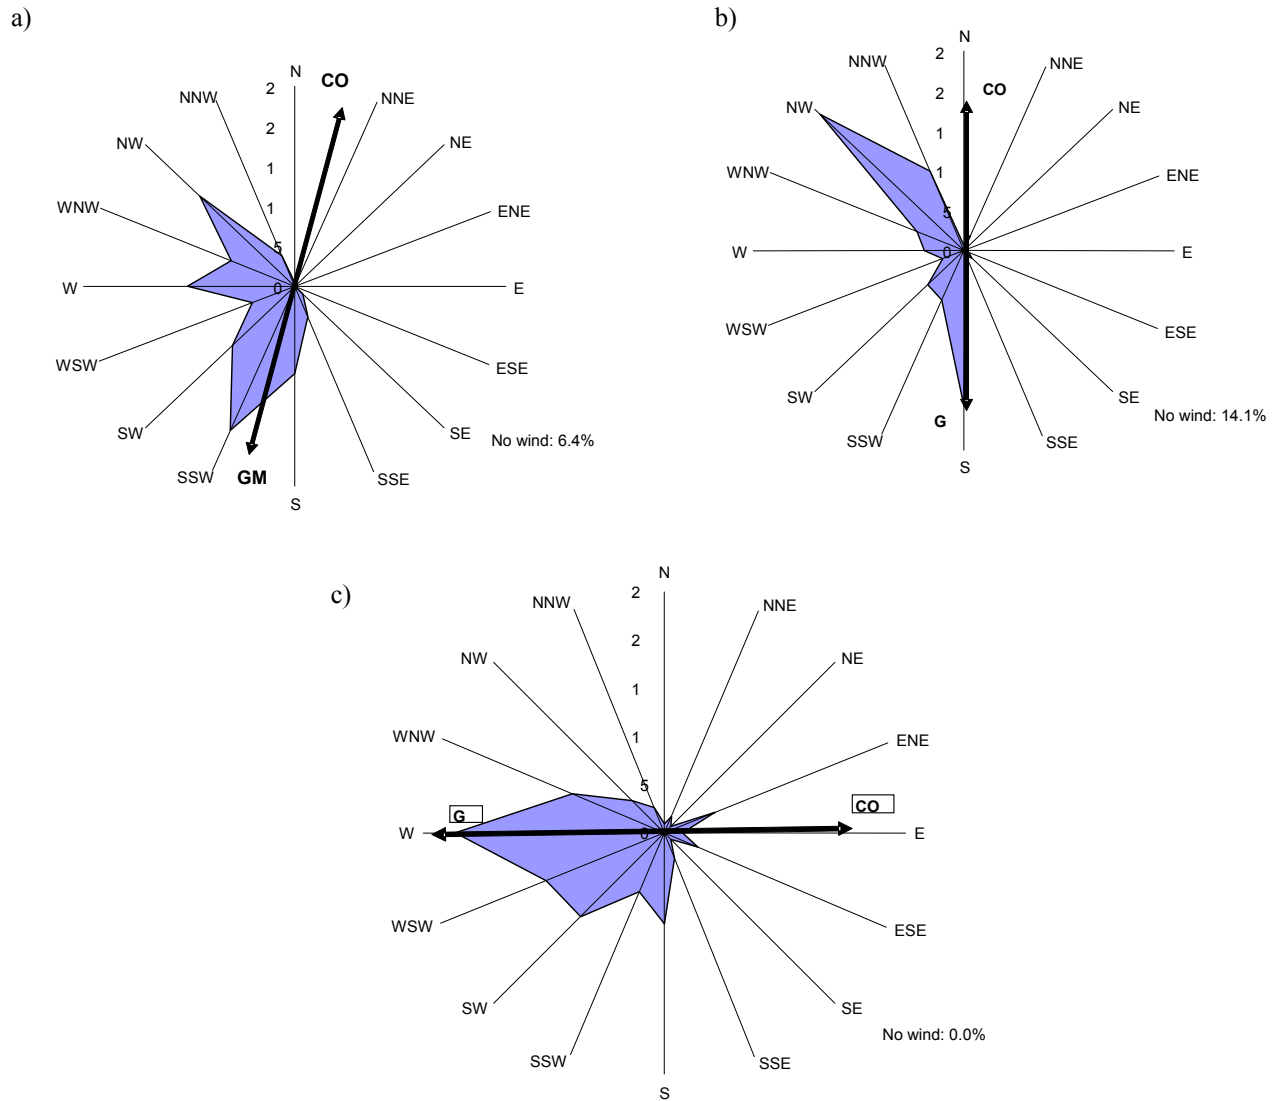 a)
N
2
CO
NNW
NNE
2
NW
NE
1
WNW
1
ENE
5
W
0
E
WSW
ESE
SW
SE
No wind: 6.4%
SSW
GM
SSE
S
b)
N
2
NNW
NNE
2
CO
NW
NE
1
WNW
1
ENE
5
W
0
E
WSW
ESE
SW
SE
No wind: 14.1%
G
SSW
SSE
S
c)
N
2
NNW
NNE
2
NW
NE
1
WNW
1
ENE
5
G
CO
W
0
E
WSW
ESE
SW
SE
No wind: 0.0%
SSW
SSE
S